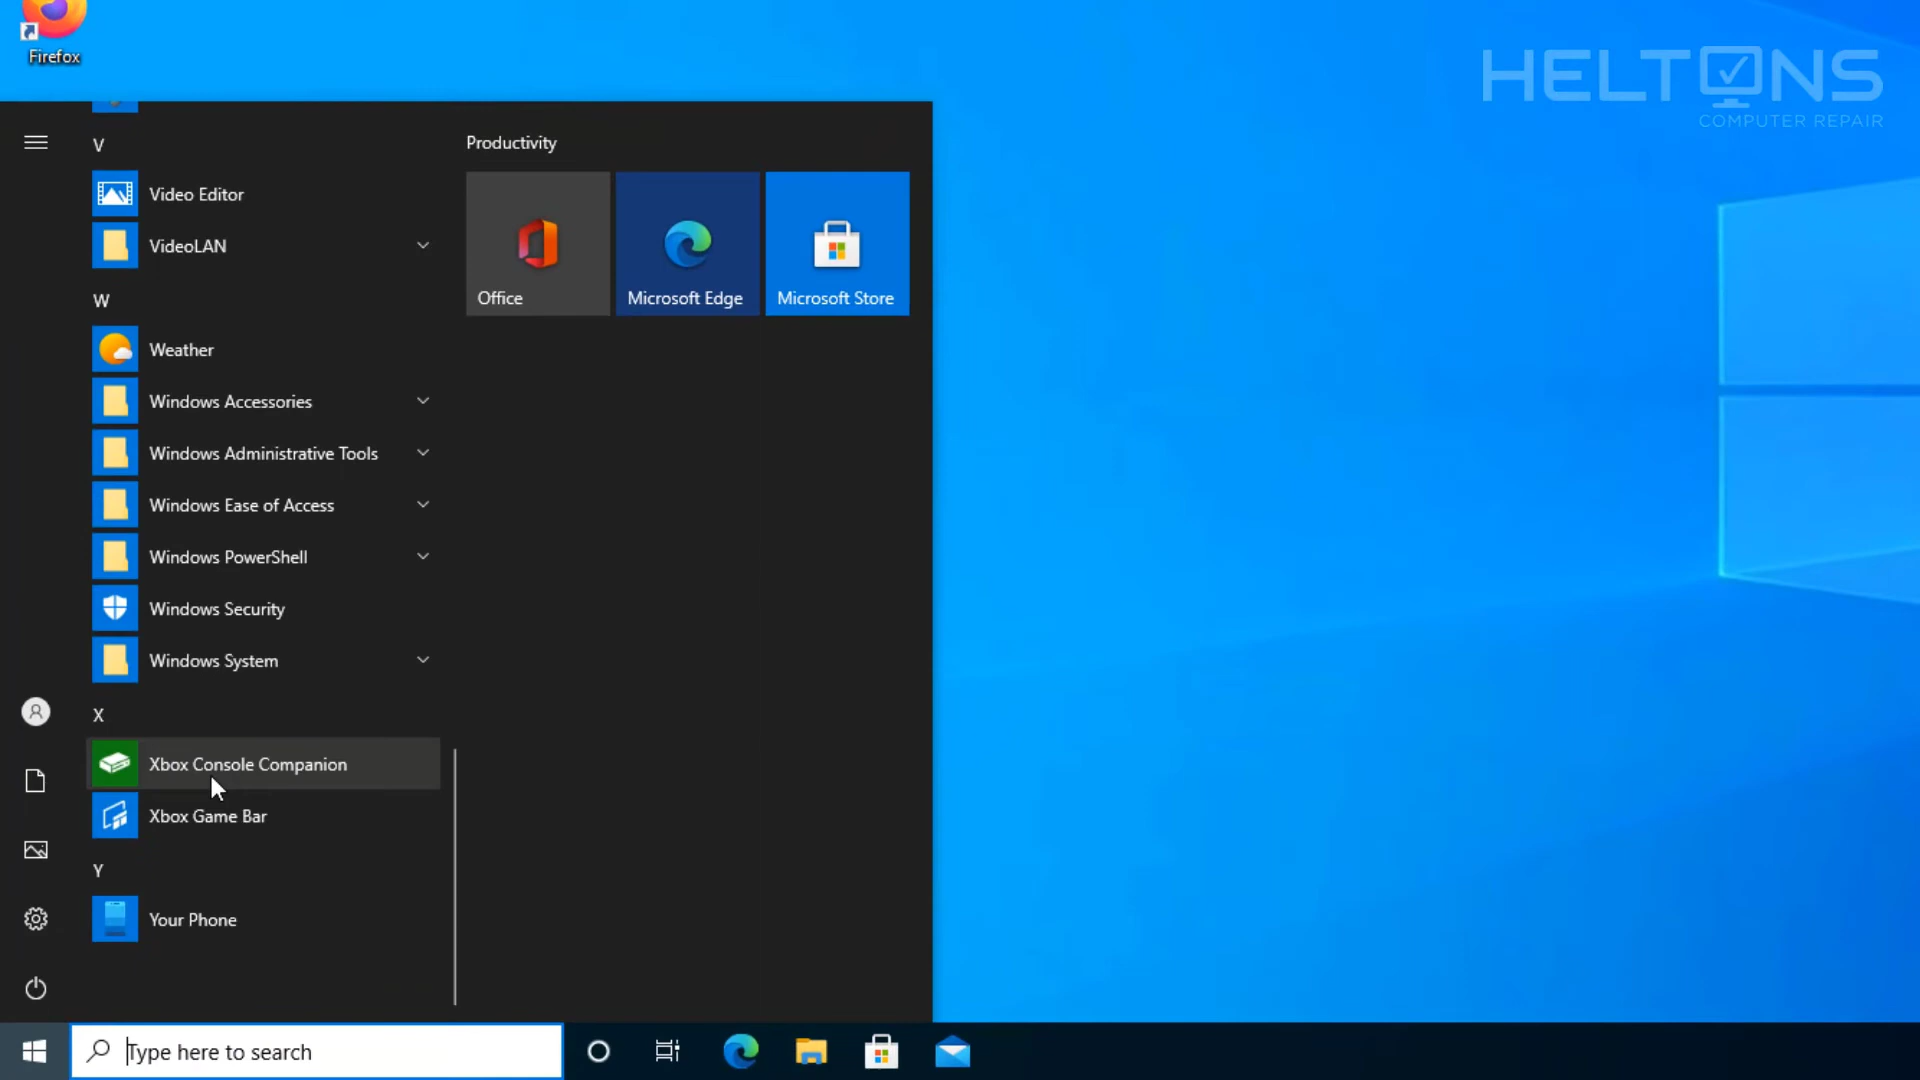 Firefox
HELTONS
COMPUTER REPAIR
V
Video Editor
VideoLAN
W
Weather
Windows Accessories
Windows Administrative Tools
Windows Ease of Access
Windows PowerShell
Windows Security
Windows System
X
Xbox Console Companion
Xbox Game Bar
Y
Your Phone
Productivity
Office
Microsoft Edge
Microsoft Store
Type here to search